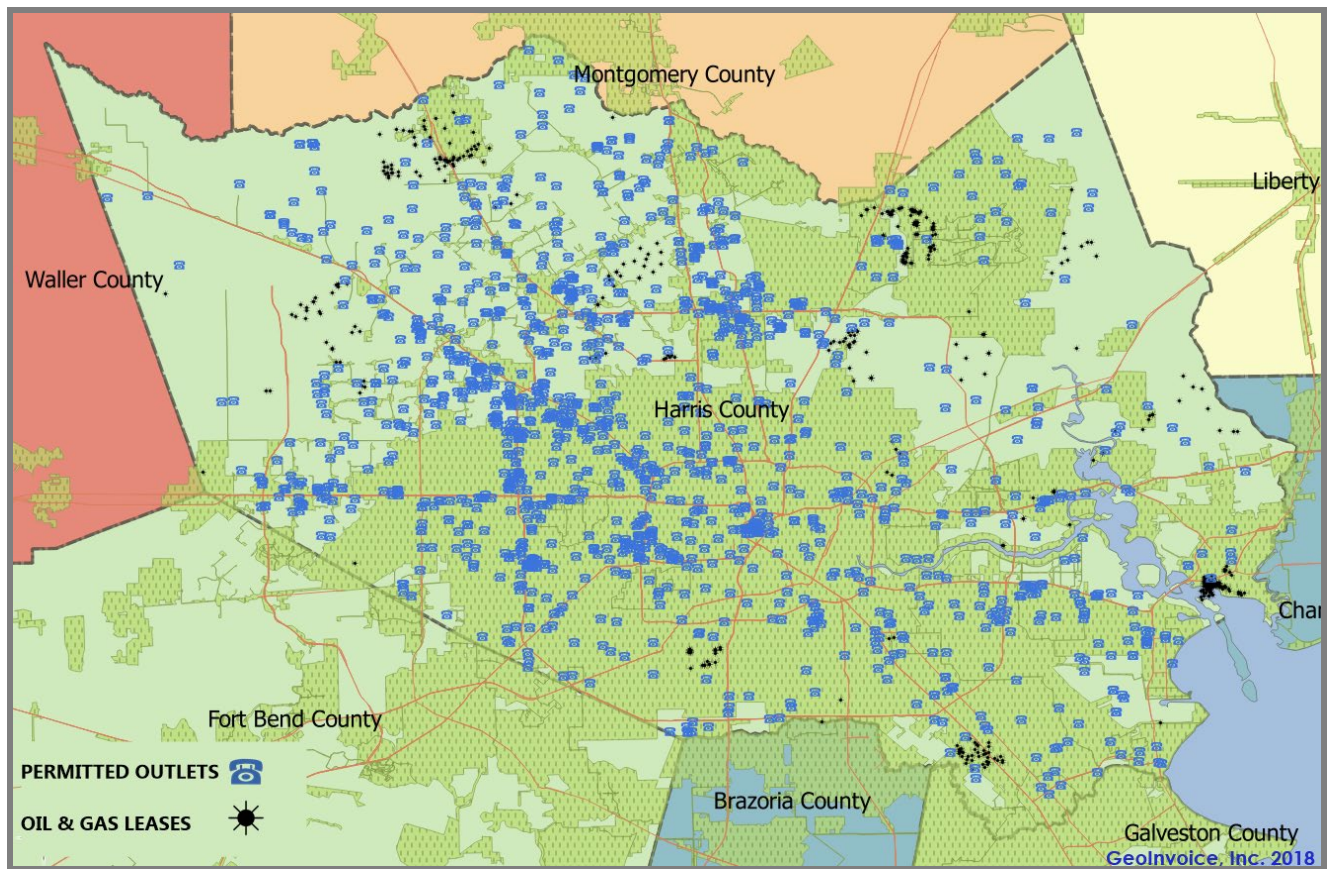 Montgomery County
Liberty
Waller County
Harris County
Char
Fort Bend County
PERMITTED OUTLETS
OIL & GAS LEASES
Brazoria County
Galveston County
GeoInvoice, Inc. 2018